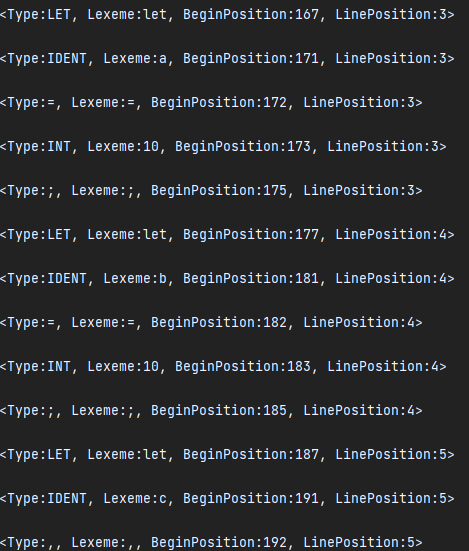 <Type:LET, Lexeme:let, BeginPosition:167, LinePosition:3>
<Type:IDENT, Lexeme:a, BeginPosition:171, LinePosition:3>
<Type:=, Lexeme:=, BeginPosition:172, LinePosition:3>
<Type:INT, Lexeme:10, BeginPosition:173, LinePosition:3>
<Type:;, Lexeme:;, BeginPosition:175, LinePosition:3>
<Type:LET, Lexeme:let, BeginPosition:177, LinePosition:4>
<Type:IDENT, Lexeme:b, BeginPosition:181, LinePosition:4>
<Type:=, Lexeme:=, BeginPosition:182, LinePosition:4>
<Type:INT, Lexeme:10, BeginPosition:183, LinePosition:4>
<Type:;, Lexeme:;, BeginPosition:185, LinePosition:4>
<Type:LET, Lexeme:let, BeginPosition:187, LinePosition:5>
<Type:IDENT, Lexeme:c, BeginPosition:191, LinePosition:5>
<Type:,, Lexeme:,, BeginPosition:192, LinePosition:5>